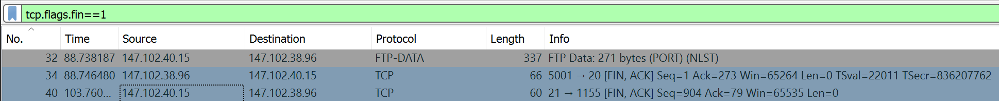 tcp.flags.fin==1
No. Time Source Destination Protocol Length Info
32 88.738187 147.102.40.15 147.102.38.96 FTP-DATA 337 FTP Data: 271 bytes (PORT) (NLST)
34 88.746480 147.102.38.96 147.102.40.15 TCP 66 5001 → 20 [FIN, ACK] Seq=1 Ack=273 Win=65264 Len=0 TSval=22011 TSecr=836207762
40 103.760... 147.102.40.15 147.102.38.96 TCP 60 21 → 1155 [FIN, ACK] Seq=904 Ack=79 Win=65535 Len=0